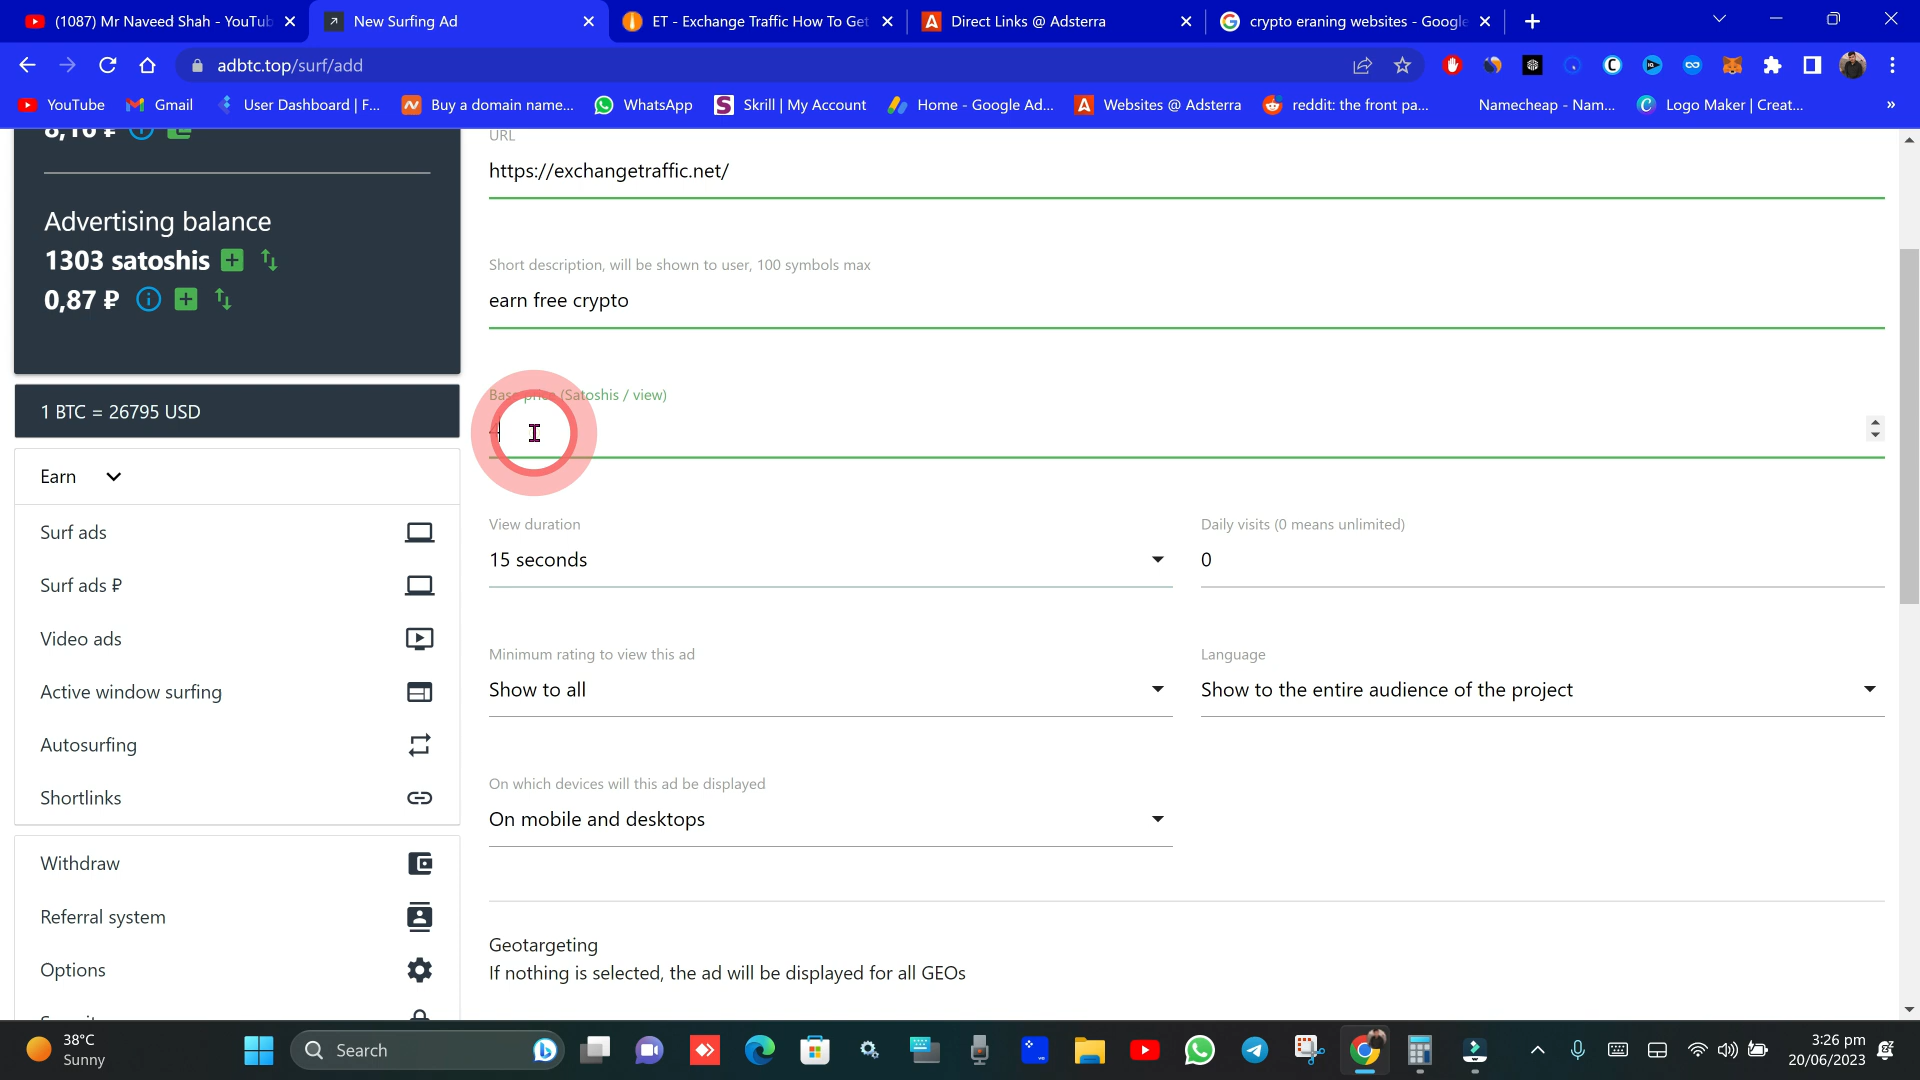 (1087) Mr Naveed Shah - YouTub
New Surfing Ad
ET - Exchange Traffic How To Get
Direct Links @ Adsterra
crypto eraning websites - Google
adbtc.top/surf/add
YouTube
Gmail
User Dashboard | F...
Buy a domain name...
WhatsApp
Skrill | My Account
Home - Google Ad...
Websites @ Adsterra
reddit: the front pa...
Namecheap - Nam...
Logo Maker | Creat...
»
8,16 ₽
Advertising balance
1303 satoshis
0,87 ₽
1 BTC = 26795 USD
Earn
Surf ads
Surf ads ₽
Video ads
Active window surfing
Autosurfing
Shortlinks
Withdraw
Referral system
Options
URL
https://exchangetraffic.net/
Short description, will be shown to user, 100 symbols max
earn free crypto
Base price (Satoshis / view)
View duration
15 seconds
Daily visits (0 means unlimited)
0
Minimum rating to view this ad
Show to all
Language
Show to the entire audience of the project
On which devices will this ad be displayed
On mobile and desktops
Geotargeting
If nothing is selected, the ad will be displayed for all GEOs
38°C
Sunny
Search
3:26 pm
20/06/2023